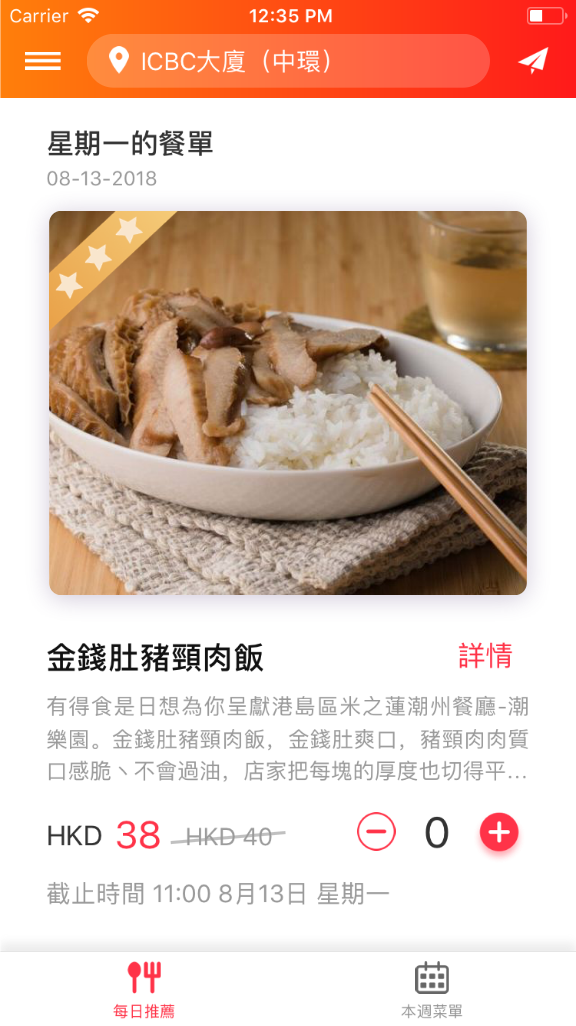 Carrier 12:35 PM
ICBC大廈（中環）
星期一的餐單
08-13-2018
金錢肚豬頸肉飯 詳情
有得食是日想為你呈獻港島區米之蓮潮州餐廳-潮
樂園。金錢肚豬頸肉飯，金錢肚爽口，豬頸肉肉質
口感脆丶不會過油，店家把每塊的厚度也切得平...
HKD 38 HKD 40 0
截止時間 11:00 8月13日 星期一
每日推薦 本週菜單